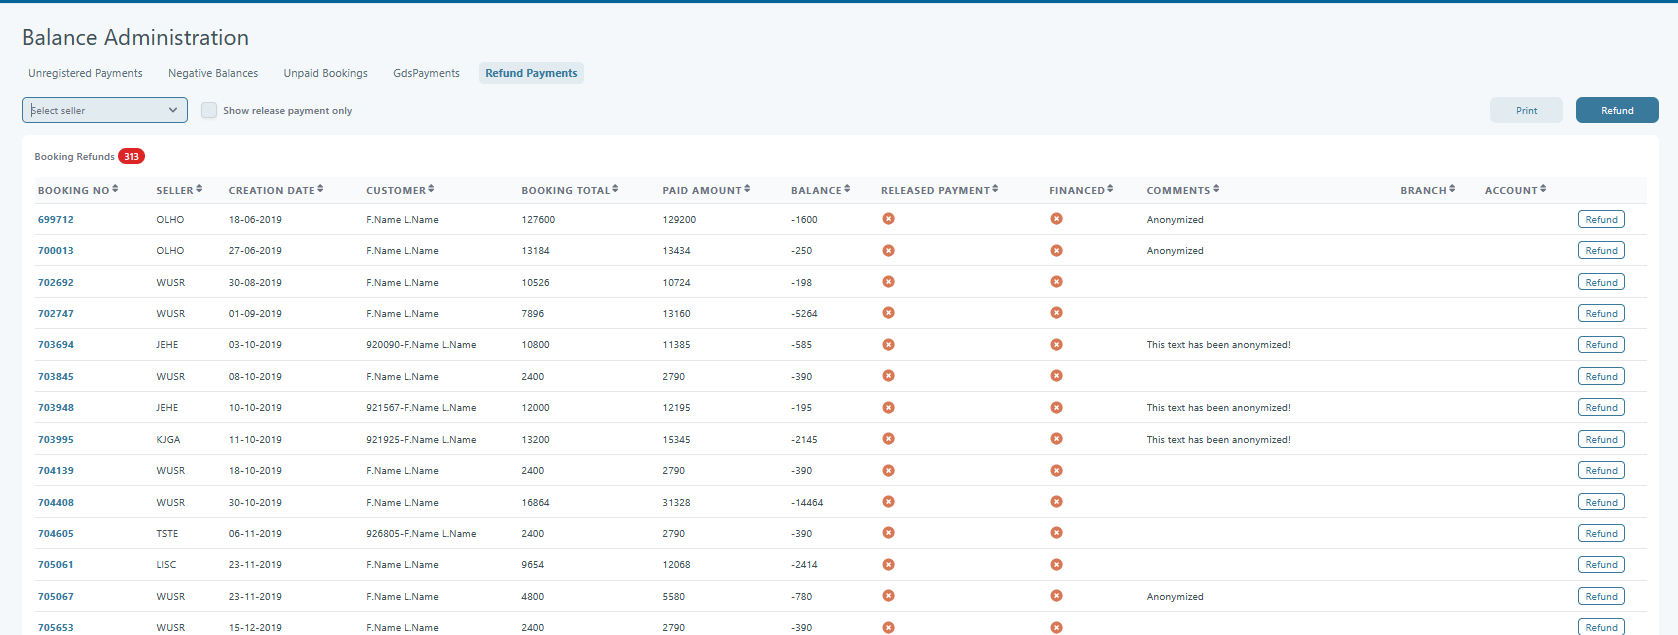 Balance Administration
Unregistered Payments Negative Balances Unpaid Bookings GdsPayments Refund Payments
Select seller Show release payment only Print Refund
Booking Refunds 313
BOOKING NO SELLER CREATION DATE CUSTOMER BOOKING TOTAL PAID AMOUNT BALANCE RELEASED PAYMENT FINANCED COMMENTS BRANCH ACCOUNT
699712 OLHO 18-06-2019 F.Name L.Name 127600 129200 -1600 Anonymized Refund
700013 OLHO 27-06-2019 F.Name L.Name 13184 13434 -250 Anonymized Refund
702692 WUSR 30-08-2019 F.Name L.Name 10526 10724 -198 Refund
702747 WUSR 01-09-2019 F.Name L.Name 7896 13160 -5264 Refund
703694 JEHE 03-10-2019 920090-F.Name L.Name 10800 11385 -585 This text has been anonymized! Refund
703845 WUSR 08-10-2019 F.Name L.Name 2400 2790 -390 Refund
703948 JEHE 10-10-2019 921567-F.Name L.Name 12000 12195 -195 This text has been anonymized! Refund
703995 KJGA 11-10-2019 921925-F.Name L.Name 13200 15345 -2145 This text has been anonymized! Refund
704139 WUSR 18-10-2019 F.Name L.Name 2400 2790 -390 Refund
704408 WUSR 30-10-2019 F.Name L.Name 16864 31328 -14464 Refund
704605 TSTE 06-11-2019 926805-F.Name L.Name 2400 2790 -390 Refund
705061 LISC 23-11-2019 F.Name L.Name 9654 12068 -2414 Refund
705067 WUSR 23-11-2019 F.Name L.Name 4800 5580 -780 Anonymized Refund
705653 WUSR 15-12-2019 F.Name L.Name 2400 2790 -390 Refund